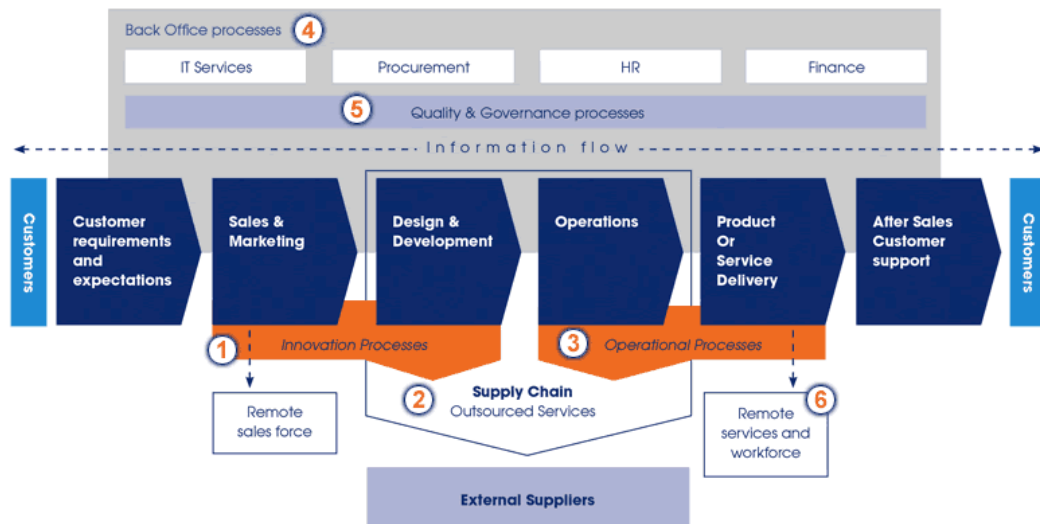 Back Office processes 4
IT Services
Procurement
HR
Finance
5
Quality & Governance processes
Information flow
Customers
Customer
requirements
and
expectations
Sales &
Marketing
Design &
Development
Operations
Product
Or
Service
Delivery
After Sales
Customer
support
Customers
1
Innovation Processes
3
Operational Processes
2
Supply Chain
Outsourced Services
Remote
sales force
6
Remote
services and
workforce
External Suppliers